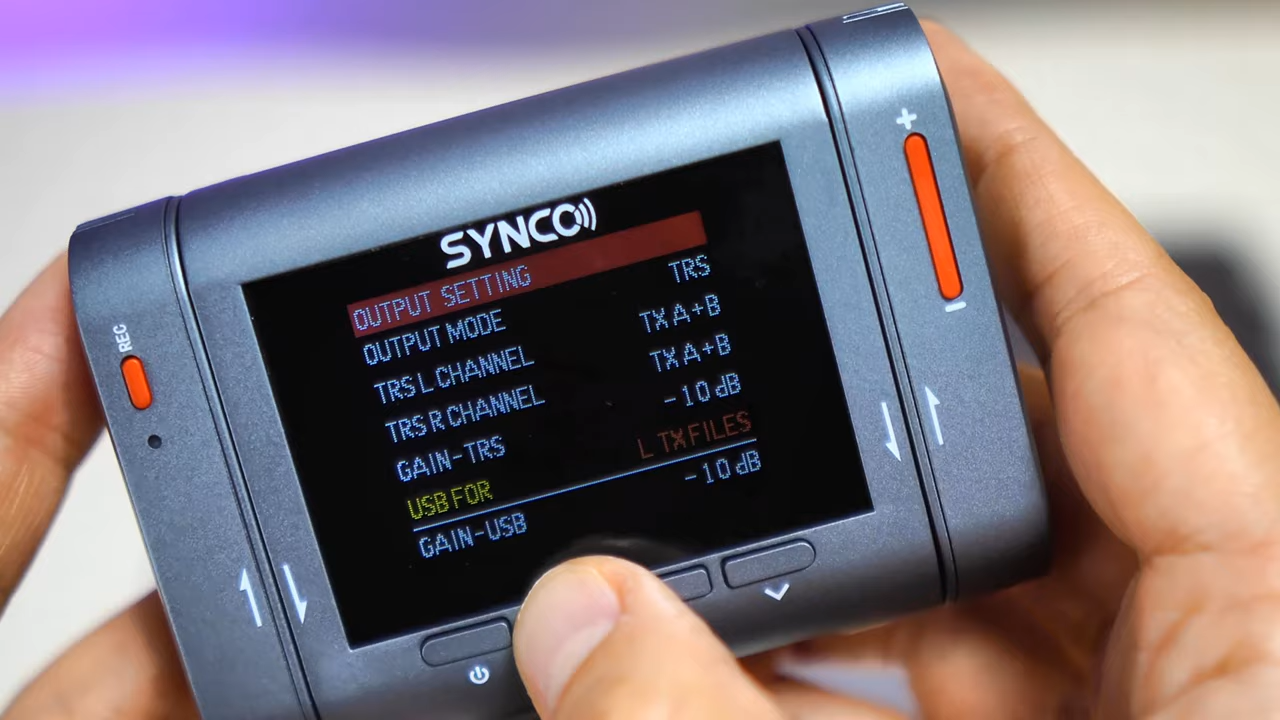 SYNCO
OUTPUT SETTING
OUTPUT MODE TRS
TRS L CHANNEL TX A+B
TRS R CHANNEL TX A+B
GAIN-TRS -10 dB
USB FOR L TX FILES
GAIN-USB -10 dB
REC
+
-